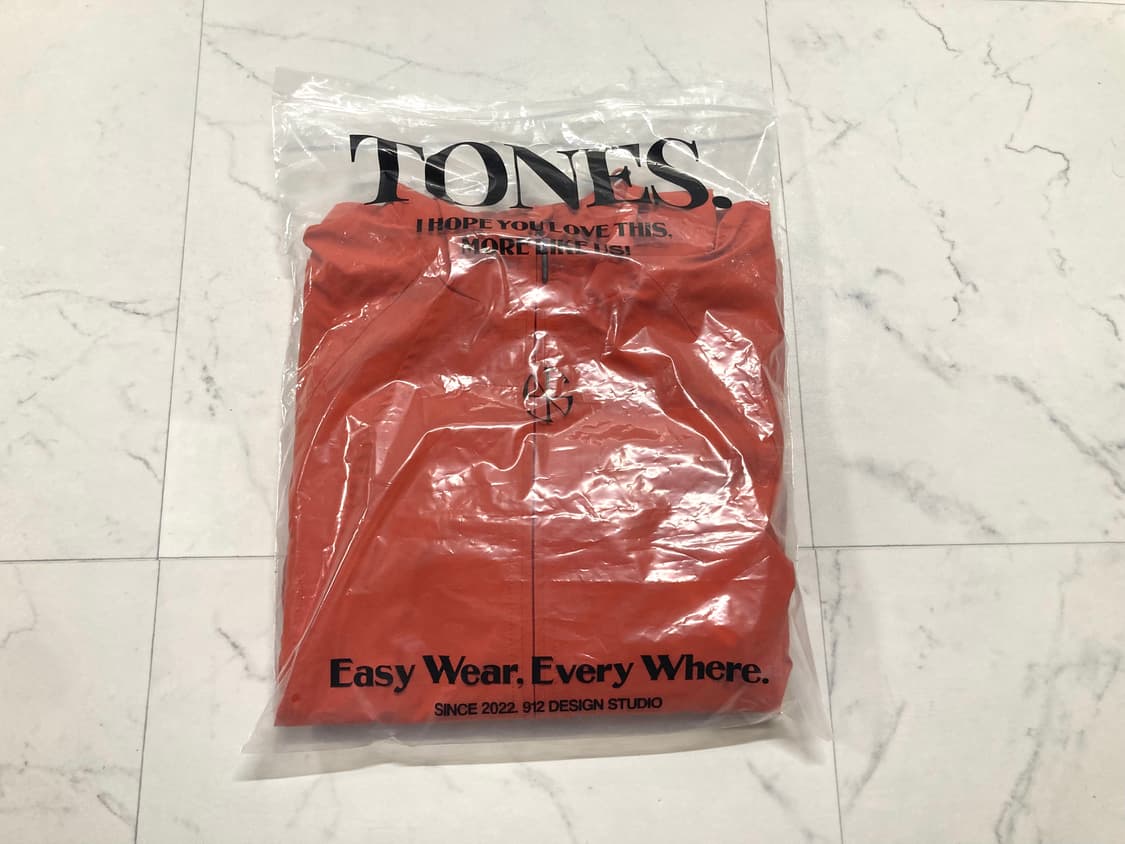 TONES.
I HOPE YOU LOVE THIS.
MORE LIKE US!
Easy Wear, Every Where.
SINCE 2022. 912 DESIGN STUDIO